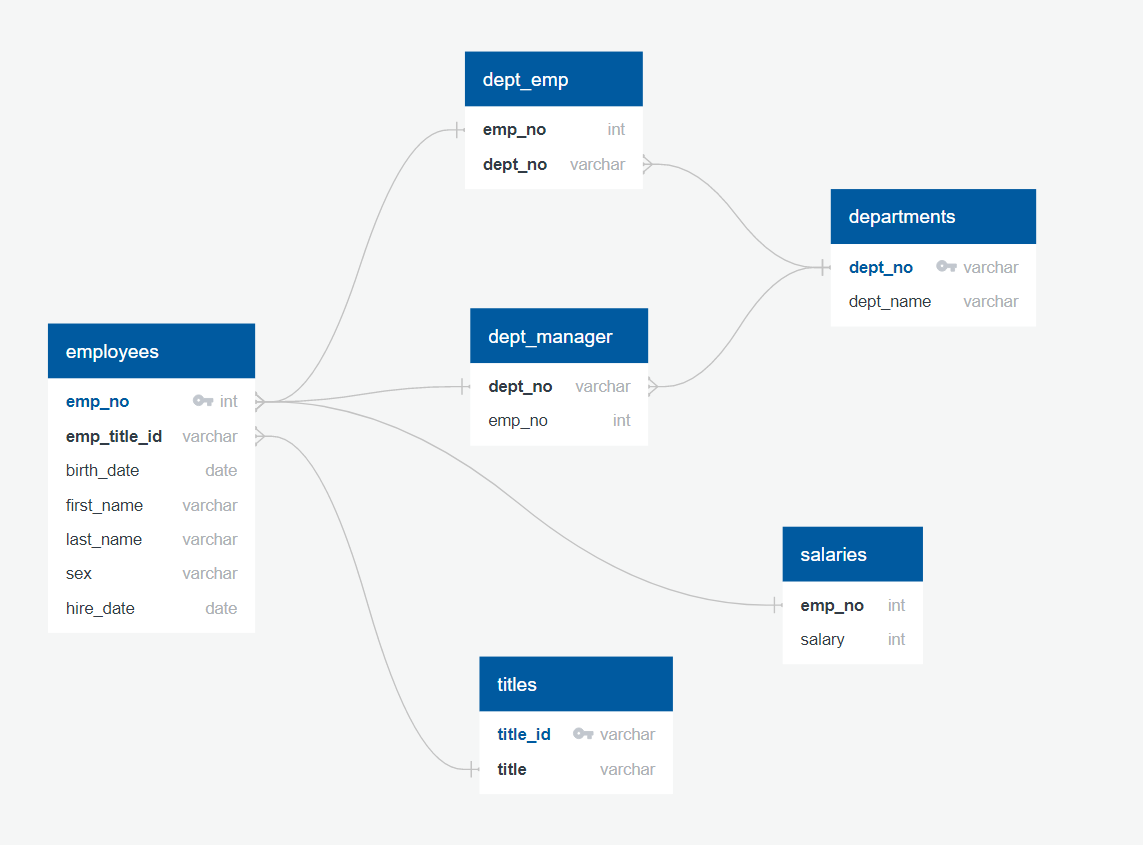 dept_emp
emp_no int
dept_no varchar
departments
dept_no varchar
dept_name varchar
dept_manager
dept_no varchar
emp_no int
employees
emp_no int
emp_title_id varchar
birth_date date
first_name varchar
last_name varchar
sex varchar
hire_date date
salaries
emp_no int
salary int
titles
title_id varchar
title varchar